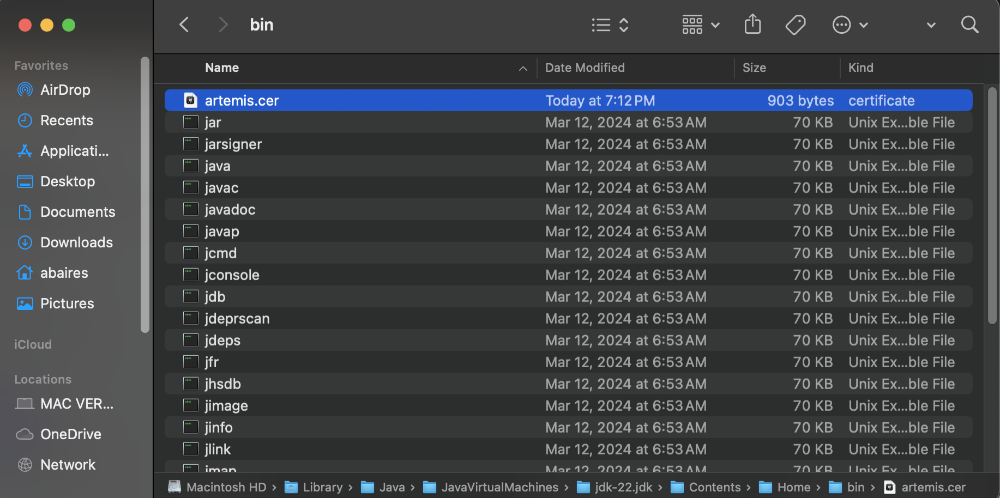 bin
Favorites
AirDrop
Recents
Applicati...
Desktop
Documents
Downloads
abaires
Pictures
iCloud
Locations
MAC VER...
OneDrive
Network
Name Date Modified Size Kind
artemis.cer Today at 7:12 PM 903 bytes certificate
jar Mar 12, 2024 at 6:53 AM 70 KB Unix Ex...ble File
jarsigner Mar 12, 2024 at 6:53 AM 70 KB Unix Ex...ble File
java Mar 12, 2024 at 6:53 AM 70 KB Unix Ex...ble File
javac Mar 12, 2024 at 6:53 AM 70 KB Unix Ex...ble File
javadoc Mar 12, 2024 at 6:53 AM 70 KB Unix Ex...ble File
javap Mar 12, 2024 at 6:53 AM 70 KB Unix Ex...ble File
jcmd Mar 12, 2024 at 6:53 AM 70 KB Unix Ex...ble File
jconsole Mar 12, 2024 at 6:53 AM 70 KB Unix Ex...ble File
jdb Mar 12, 2024 at 6:53 AM 70 KB Unix Ex...ble File
jdeprscan Mar 12, 2024 at 6:53 AM 70 KB Unix Ex...ble File
jdeps Mar 12, 2024 at 6:53 AM 70 KB Unix Ex...ble File
jfr Mar 12, 2024 at 6:53 AM 70 KB Unix Ex...ble File
jhsdb Mar 12, 2024 at 6:53 AM 70 KB Unix Ex...ble File
jimage Mar 12, 2024 at 6:53 AM 70 KB Unix Ex...ble File
jinfo Mar 12, 2024 at 6:53 AM 70 KB Unix Ex...ble File
jlink Mar 12, 2024 at 6:53 AM 70 KB Unix Ex...ble File
jmap Mar 12, 2024 at 6:53 AM 70 KB Unix Ex...ble File
Macintosh HD › Library › Java › JavaVirtualMachines › jdk-22.jdk › Contents › Home › bin › artemis.cer